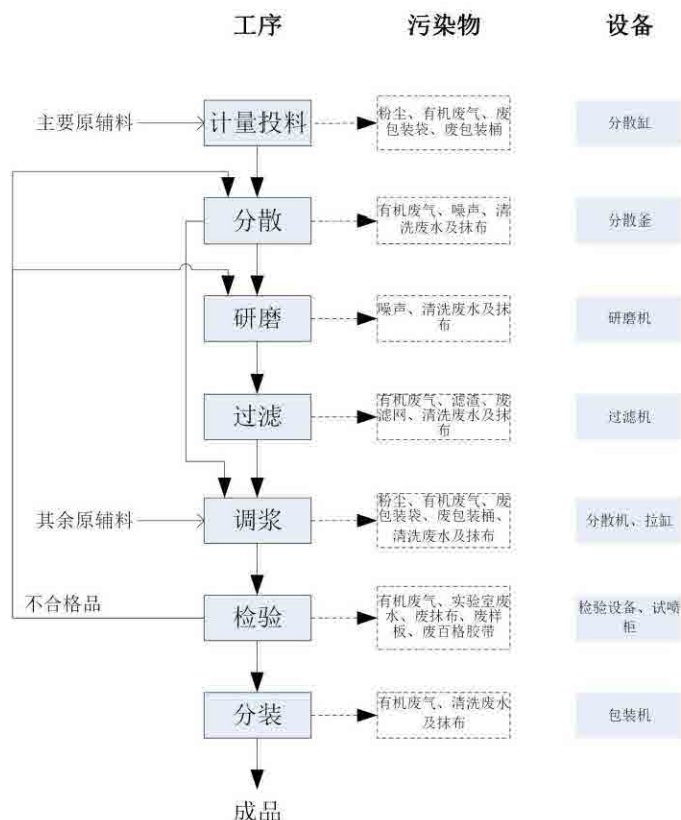 工序 污染物 设备
主要原辅料
计量投料
粉尘、有机废气、废
包装袋、废包装桶
分散缸
分散
有机废气、噪声、清
洗废水及抹布
分散釜
研磨
噪声、清洗废水及抹
布
研磨机
过滤
有机废气、滤渣、废
滤网、清洗废水及抹
布
过滤机
其余原辅料
调浆
粉尘、有机废气、废
包装袋、废包装桶、
清洗废水及抹布
分散机、拉缸
不合格品
检验
有机废气、实验室废
水、废抹布、废样
板、废百格胶带
检验设备、试喷
柜
分装
有机废气、清洗废水
及抹布
包装机
成品